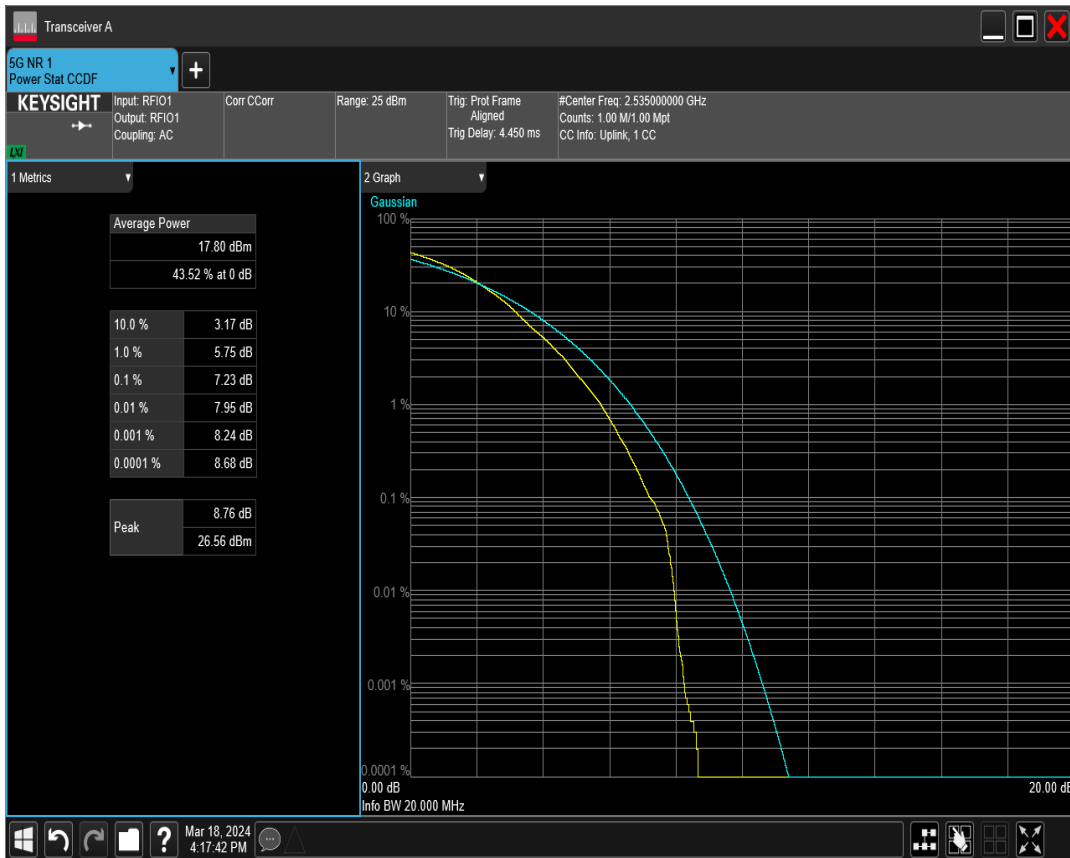 Transceiver A
5G NR 1
Power Stat CCDF
KEYSIGHT
LXI
Input: RFIO1
Output: RFIO1
Coupling: AC
Corr CCorr
Range: 25 dBm
Trig: Prot Frame
Aligned
Trig Delay: 4.450 ms
#Center Freq: 2.535000000 GHz
Counts: 1.00 M/1.00 Mpt
CC Info: Uplink, 1 CC
1 Metrics
Average Power
17.80 dBm
43.52 % at 0 dB
10.0 % 3.17 dB
1.0 % 5.75 dB
0.1 % 7.23 dB
0.01 % 7.95 dB
0.001 % 8.24 dB
0.0001 % 8.68 dB
Peak
8.76 dB
26.56 dBm
2 Graph
Gaussian
100 %
10 %
1 %
0.1 %
0.01 %
0.001 %
0.0001 %
0.00 dB 20.00 dB
Info BW 20.000 MHz
Mar 18, 2024
4:17:42 PM